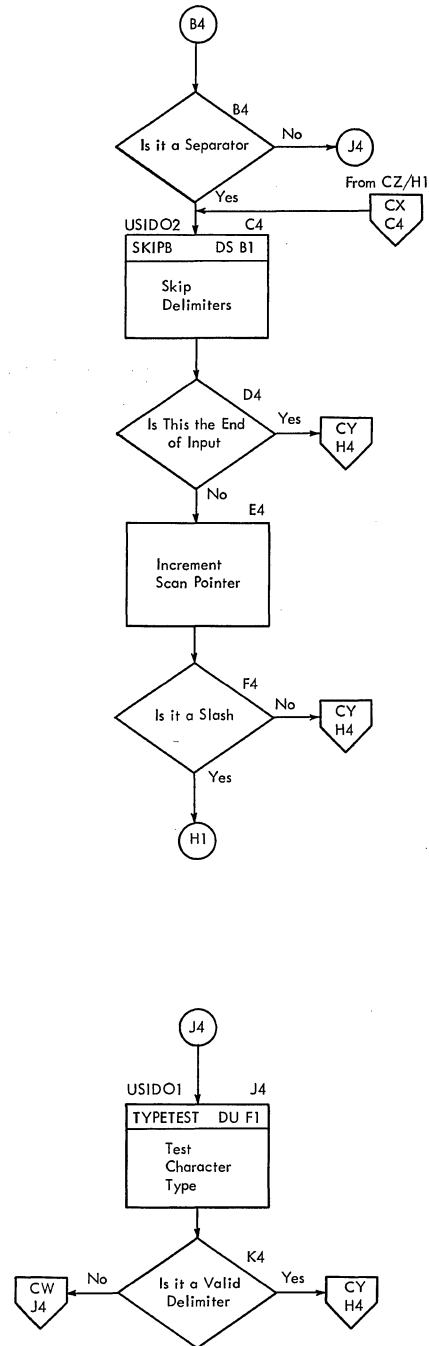 B4
B4
Is it a Separator
No
J4
Yes
From CZ/H1
CX
C4
USIDO2 C4
SKIPB DS B1
Skip
Delimiters
D4
Is This the End
of Input
Yes
CY
H4
No
E4
Increment
Scan Pointer
F4
Is it a Slash
No
CY
H4
Yes
H1
J4
USIDO1 J4
TYPETEST DU F1
Test
Character
Type
K4
Is it a Valid
Delimiter
No
CW
J4
Yes
CY
H4